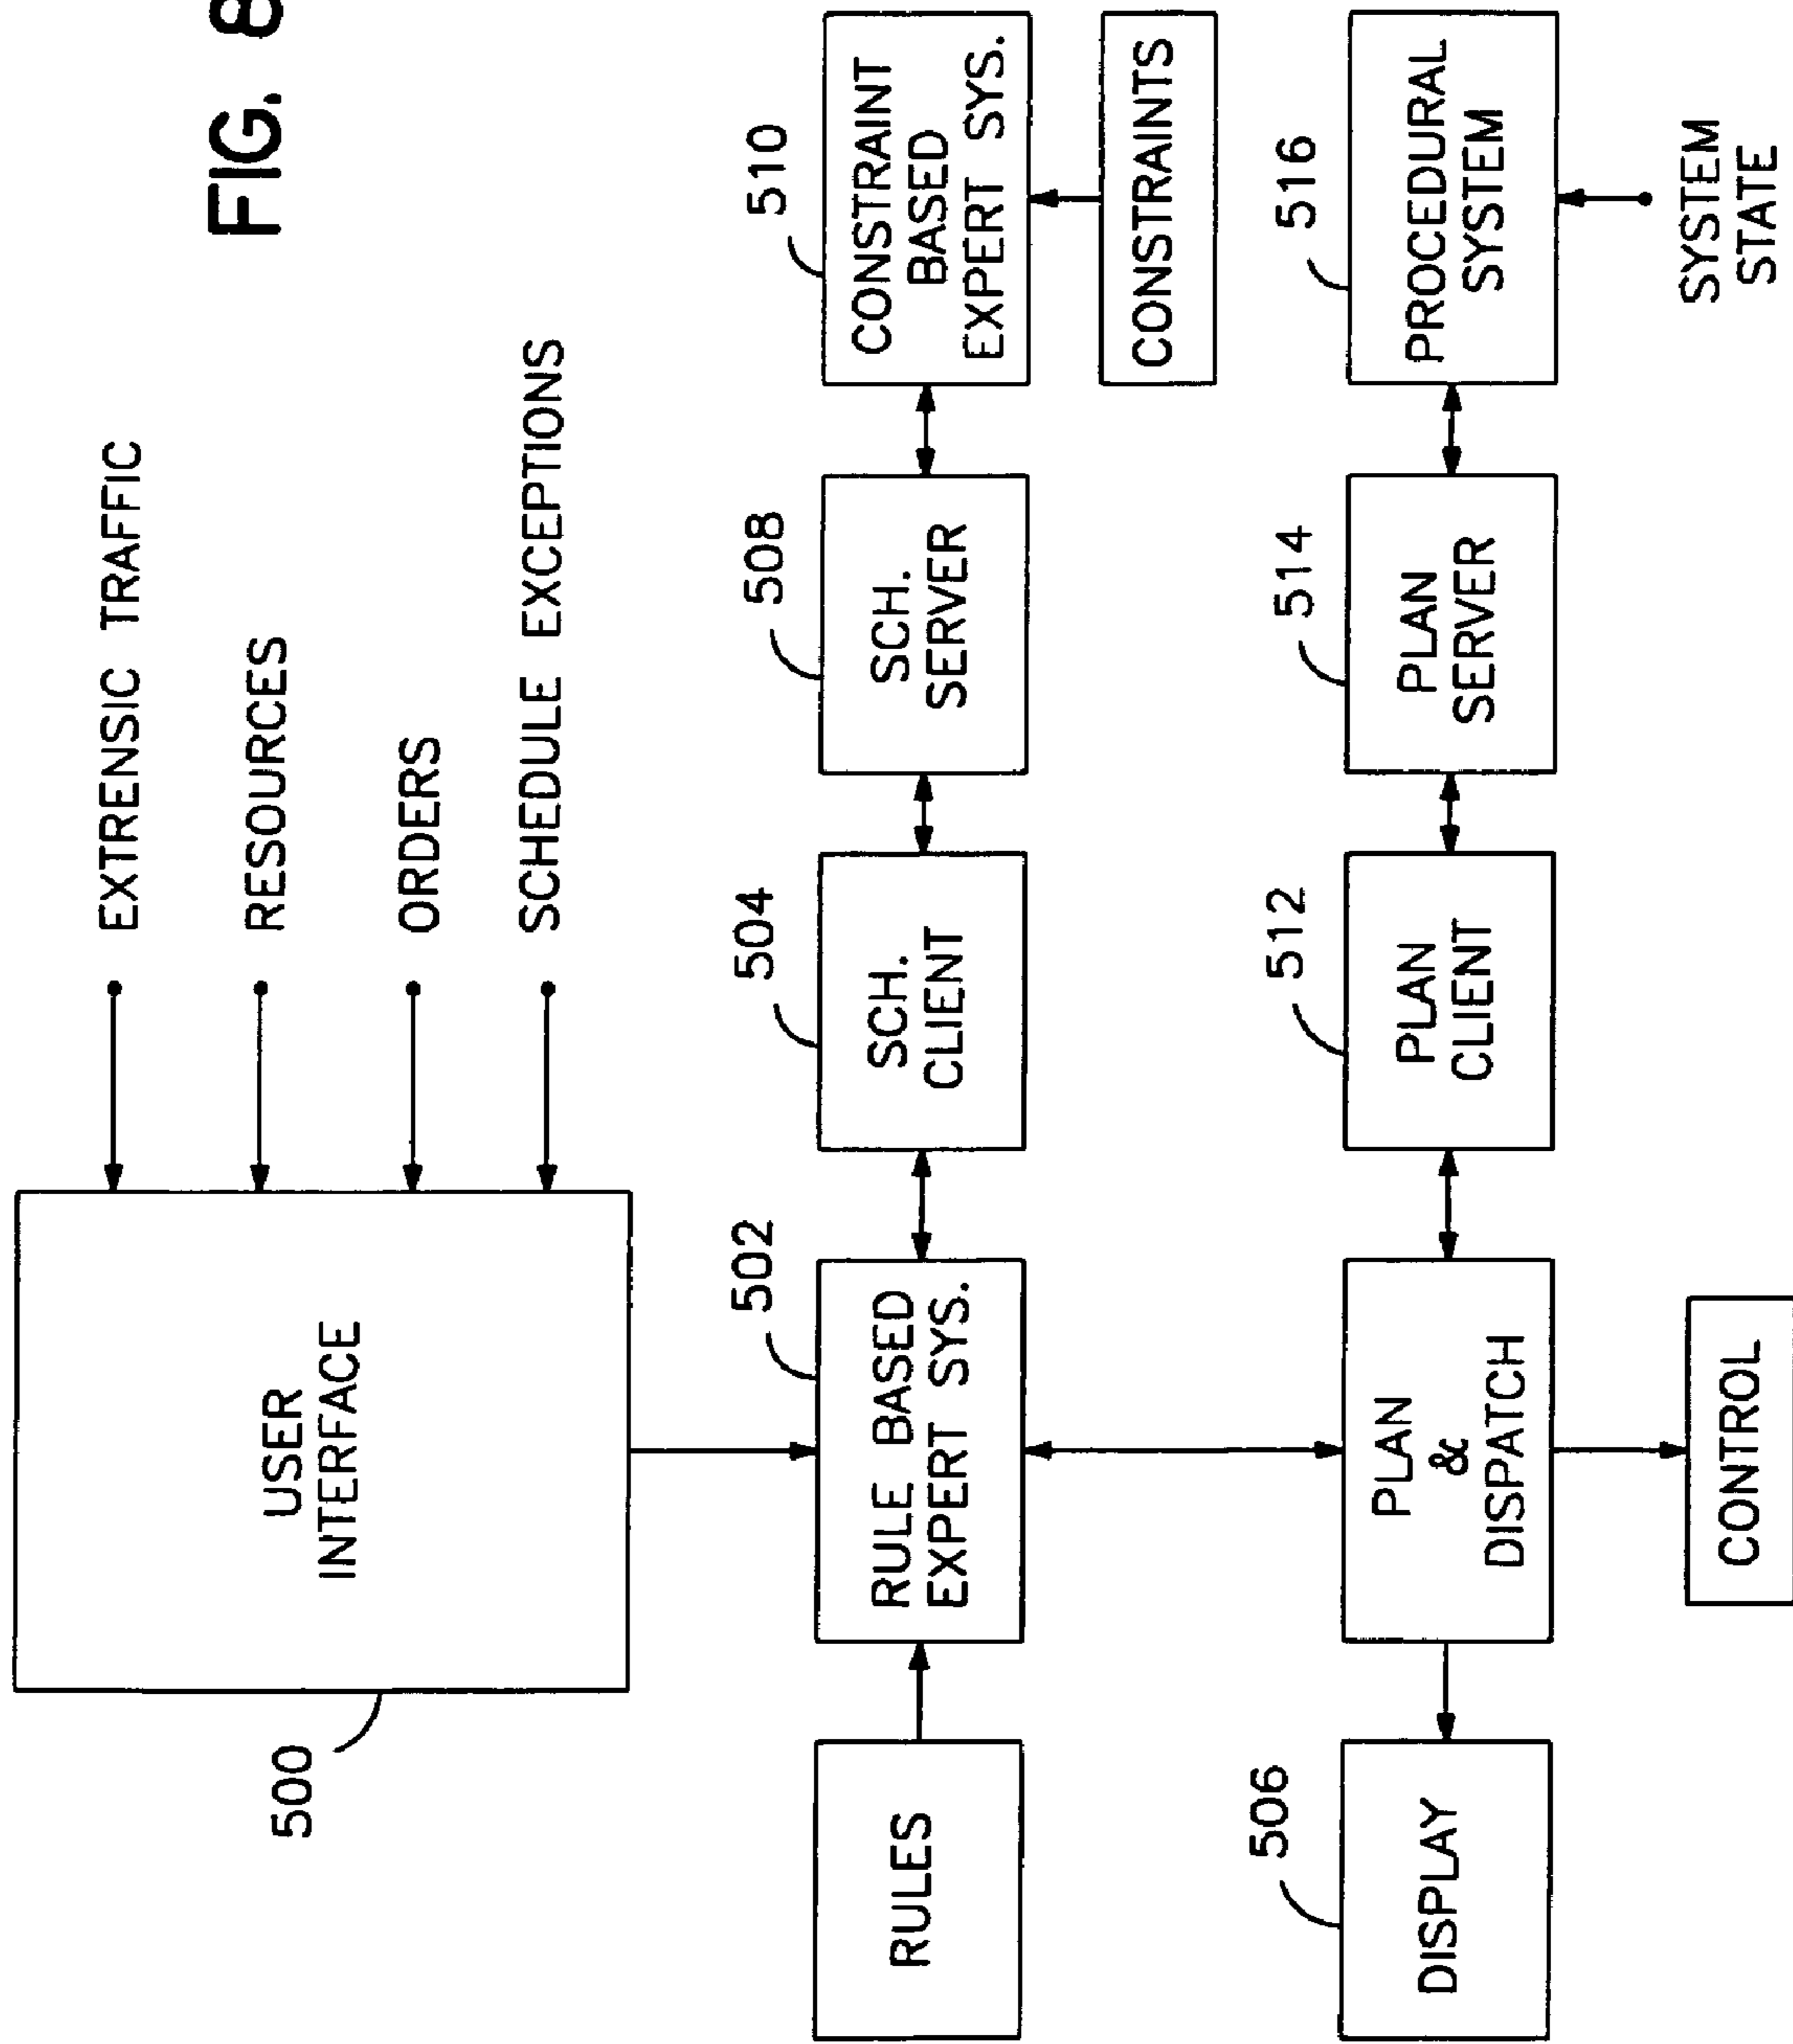 FIG. 8
EXTRENSIC TRAFFIC
RESOURCES
ORDERS
SCHEDULE EXCEPTIONS
USER
INTERFACE
500
RULES
502
RULE BASED
EXPERT SYS.
504
SCH.
CLIENT
508
SCH.
SERVER
510
CONSTRAINT
BASED
EXPERT SYS.
CONSTRAINTS
506
DISPLAY
PLAN
&
DISPATCH
512
PLAN
CLIENT
514
PLAN
SERVER
516
PROCEDURAL
SYSTEM
CONTROL
SYSTEM
STATE